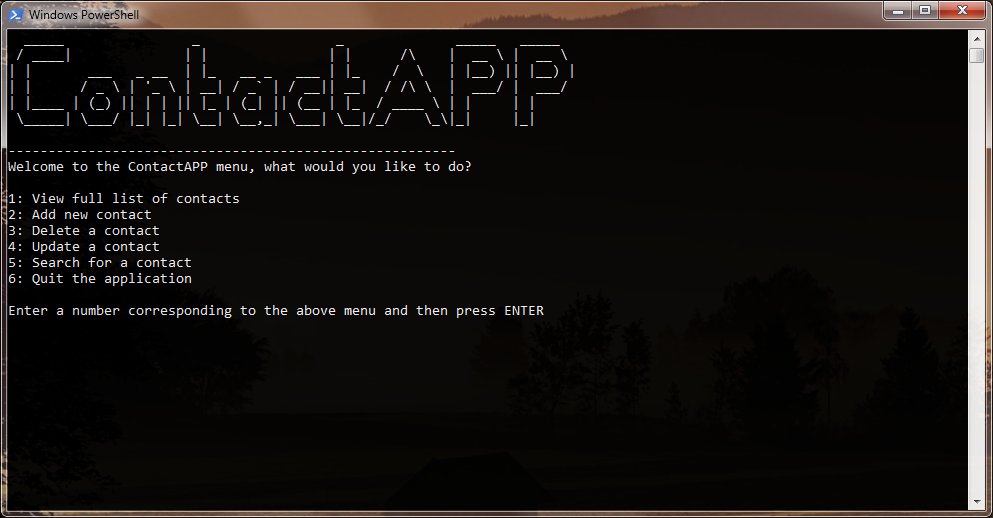 Windows PowerShell
ContactAPP
-------------------------------------------------------
Welcome to the ContactAPP menu, what would you like to do?
1: View full list of contacts
2: Add new contact
3: Delete a contact
4: Update a contact
5: Search for a contact
6: Quit the application
Enter a number corresponding to the above menu and then press ENTER